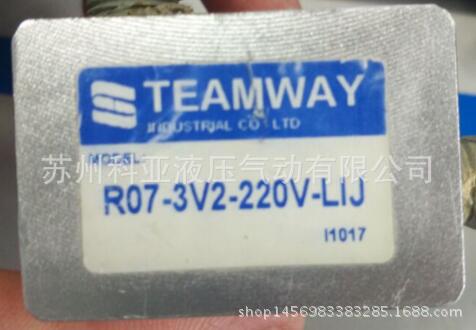 TEAMWAY
INDUSTRIAL CO LTD
MODEL:
苏州科亚液压气动有限公司
R07-3V2-220V-LIJ
I1017
shop1456983383285.1688.com